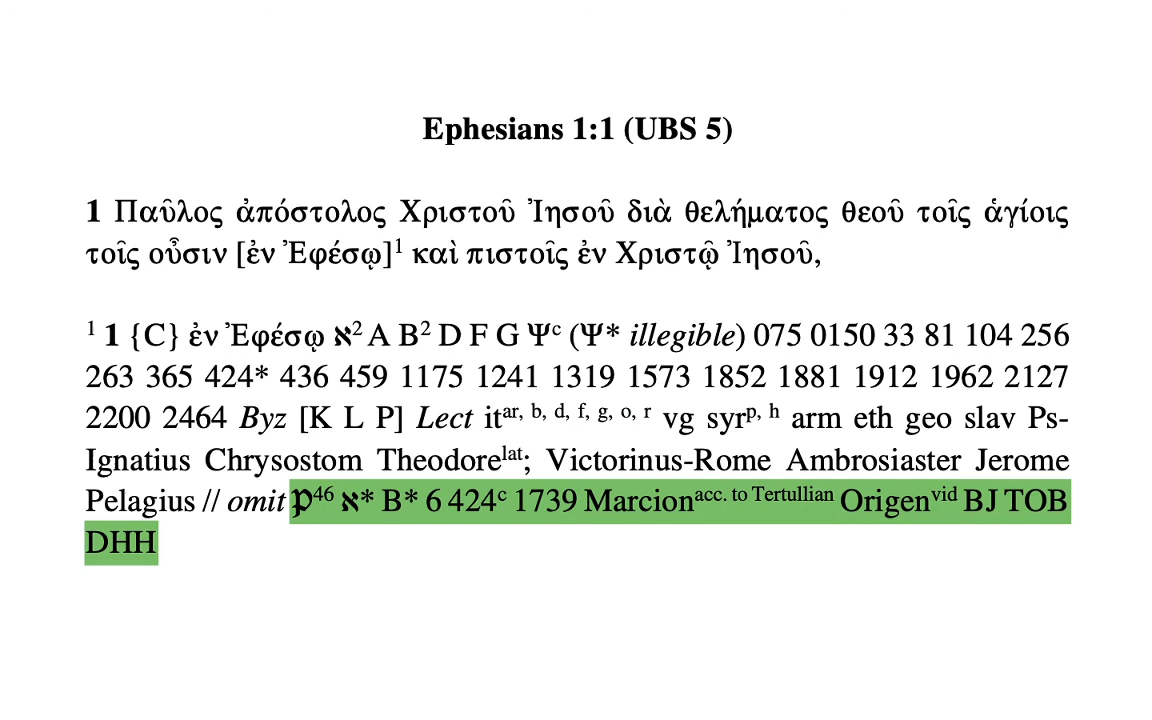 Ephesians 1:1 (UBS 5)
1 Παῦλος ἀπόστολος Χριστοῦ Ἰησοῦ διὰ θελήματος θεοῦ τοῖς ἁγίοις
τοῖς οὖσιν [ἐν Ἐφέσῳ]¹ καὶ πιστοῖς ἐν Χριστῷ Ἰησοῦ,
¹ 1 {C} ἐν Ἐφέσῳ ℵ² A B² D F G Ψᶜ (Ψ* illegible) 075 0150 33 81 104 256
263 365 424* 436 459 1175 1241 1319 1573 1852 1881 1912 1962 2127
2200 2464 Byz [K L P] Lect itar, b, d, f, g, o, r vg syrp, h arm eth geo slav Ps-
Ignatius Chrysostom Theodorelat; Victorinus-Rome Ambrosiaster Jerome
Pelagius // omit 𝔓⁴⁶ ℵ* B* 6 424ᶜ 1739 Marcionacc. to Tertullian Origenvid BJ TOB
DHH